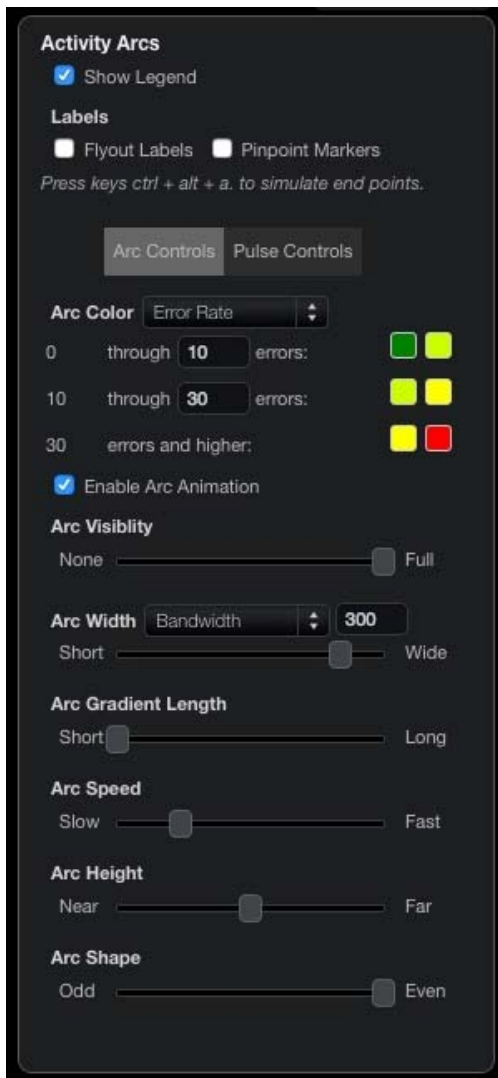 Activity Arcs
Show Legend
Labels
Flyout Labels Pinpoint Markers
Press keys ctrl + alt + a. to simulate end points.
Arc Controls Pulse Controls
Arc Color Error Rate
0 through 10 errors:
10 through 30 errors:
30 errors and higher:
Enable Arc Animation
Arc Visiblity
None Full
Arc Width Bandwidth 300
Short Wide
Arc Gradient Length
Short Long
Arc Speed
Slow Fast
Arc Height
Near Far
Arc Shape
Odd Even